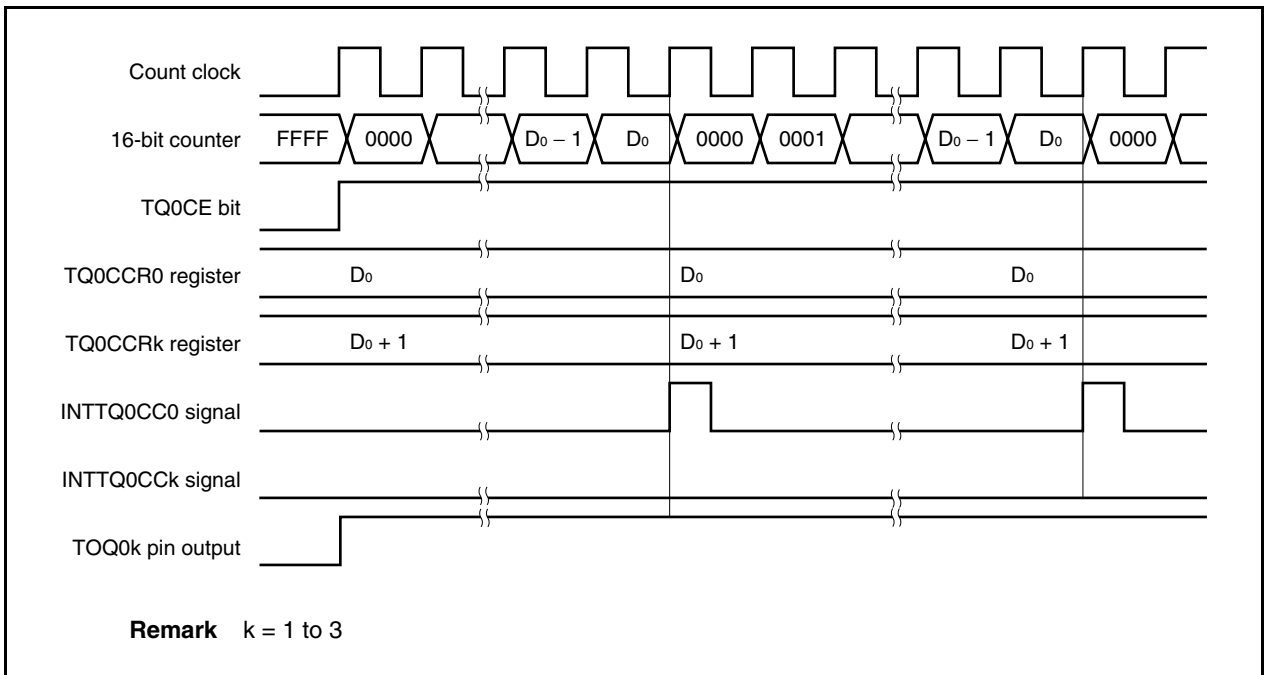 Count clock
16-bit counter FFFF 0000 D₀ − 1 D₀ 0000 0001 D₀ − 1 D₀ 0000
TQ0CE bit
TQ0CCR0 register D₀ D₀ D₀
TQ0CCRk register D₀ + 1 D₀ + 1 D₀ + 1
INTTQ0CC0 signal
INTTQ0CCk signal
TOQ0k pin output
Remark k = 1 to 3